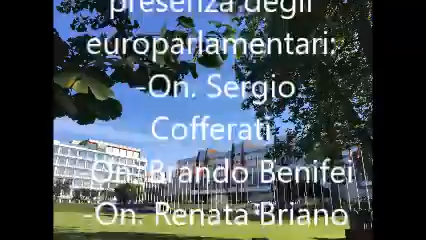 presenza degli
europarlamentari:
-On. Sergio
Cofferati
-On. Brando Benifei
-On. Renata Briano